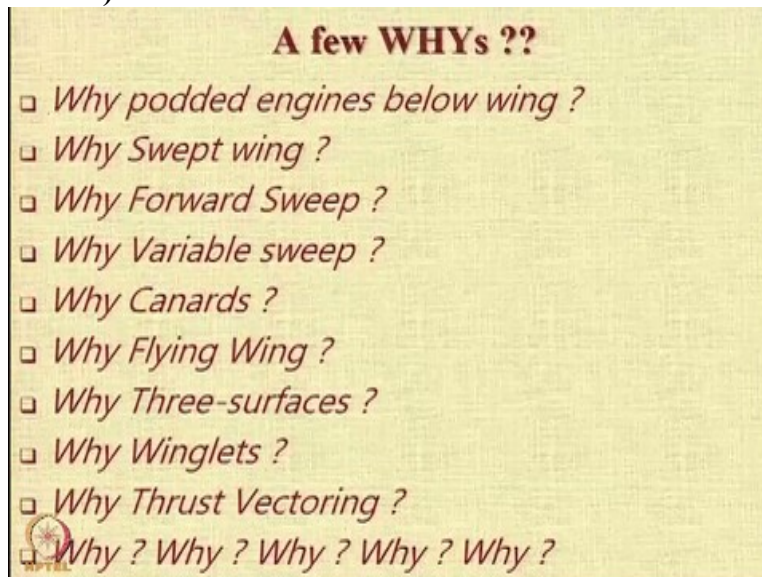 A few WHYs ??
Why podded engines below wing ?
Why Swept wing ?
Why Forward Sweep ?
Why Variable sweep ?
Why Canards ?
Why Flying Wing ?
Why Three-surfaces ?
Why Winglets ?
Why Thrust Vectoring ?
Why ? Why ? Why ? Why ? Why ?
NPTEL